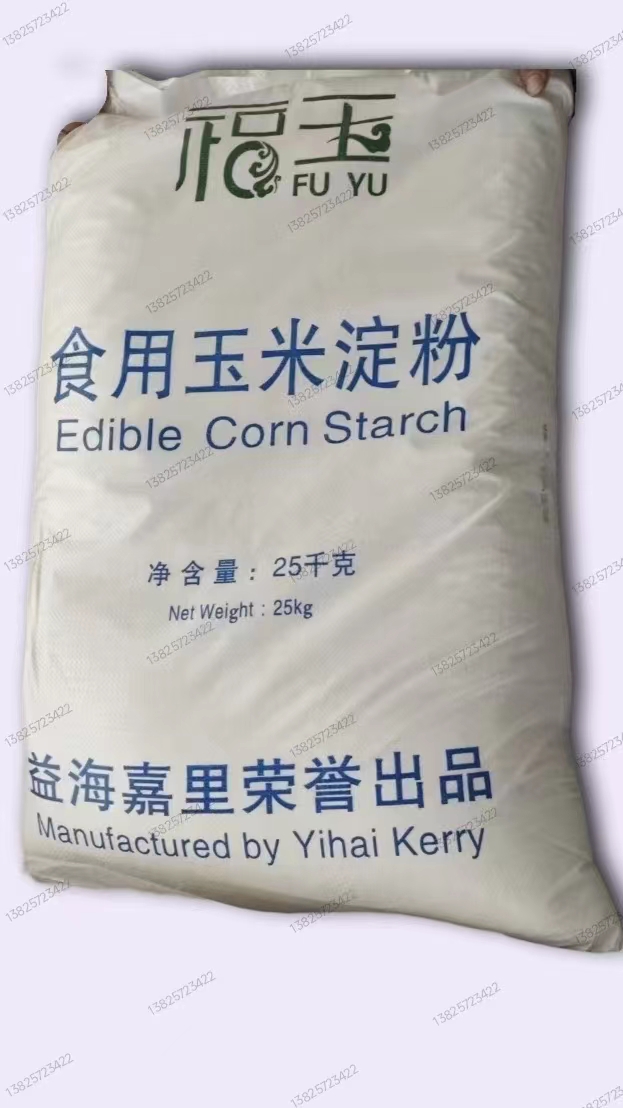 福玉
FU YU
食用玉米淀粉
Edible Corn Starch
净含量：25千克
Net Weight : 25kg
益海嘉里荣誉出品
Manufactured by Yihai Kerry
13825723422